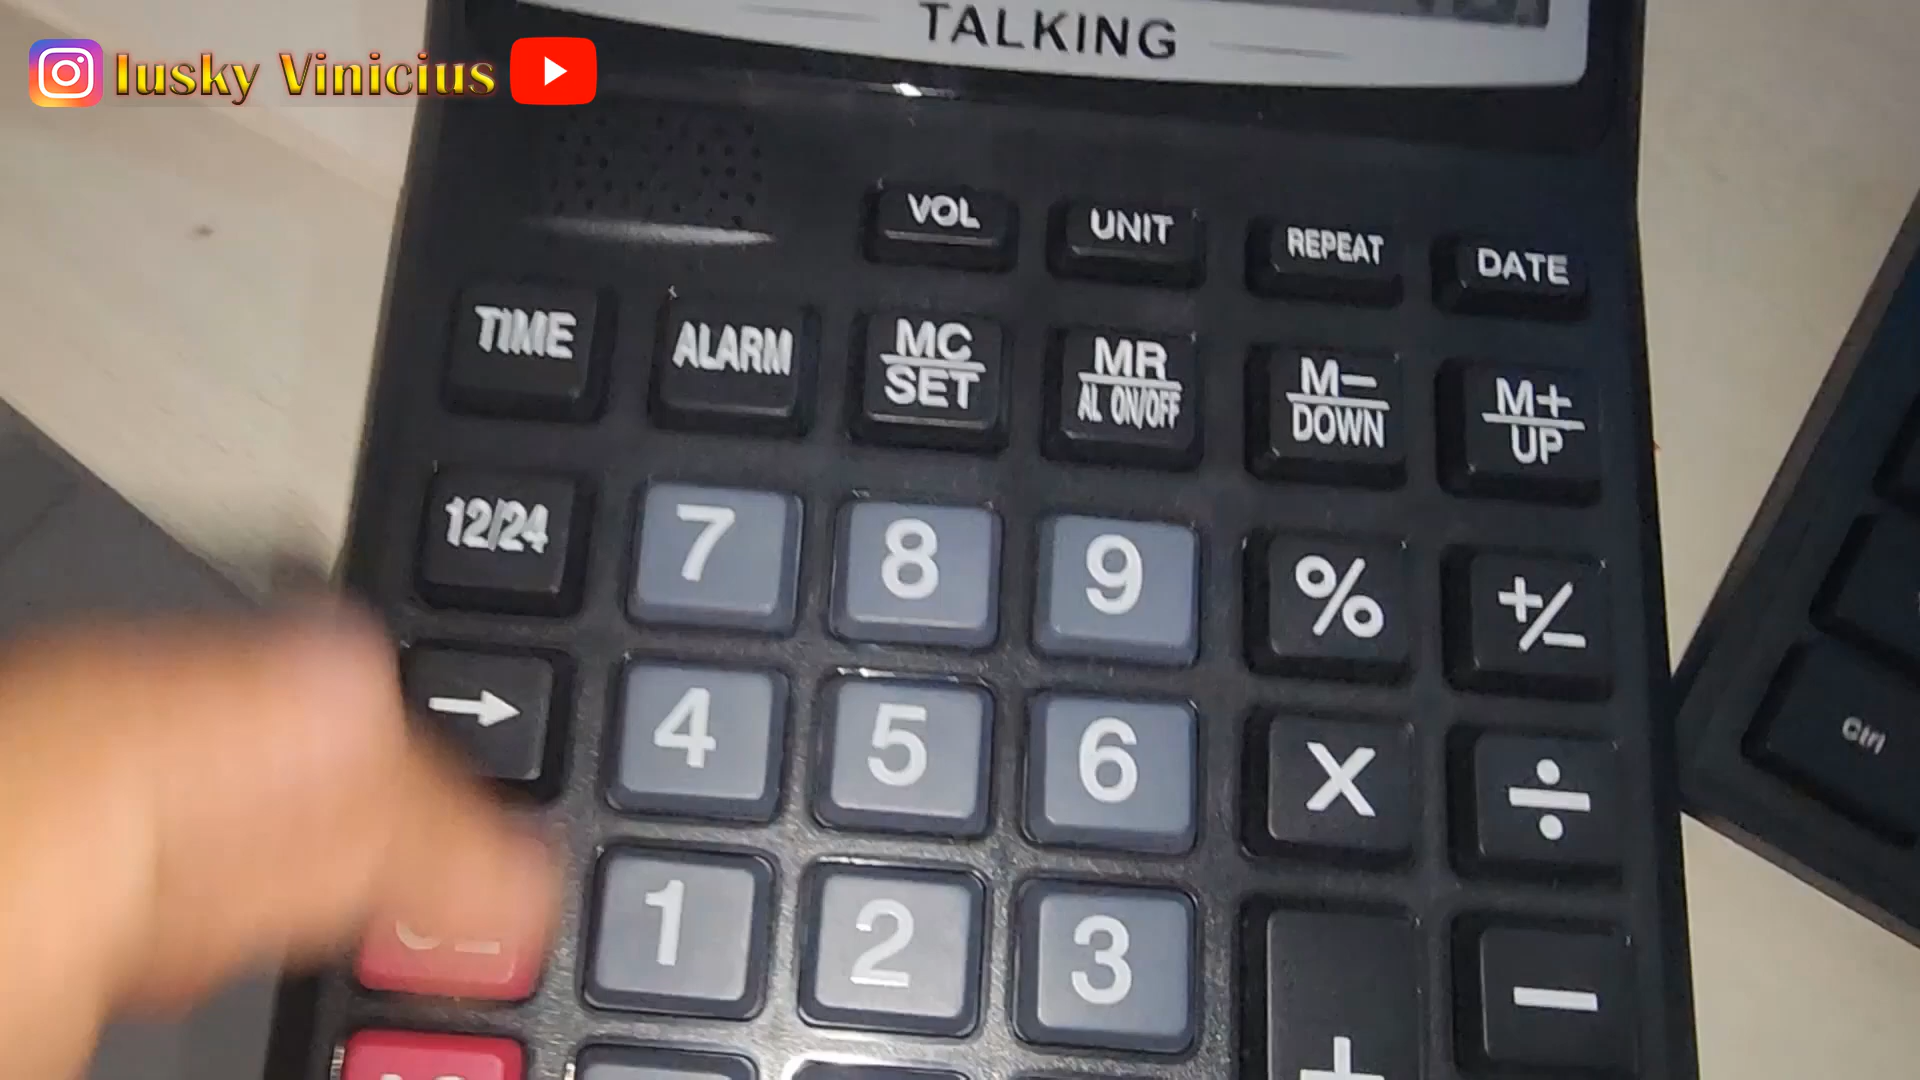 Iusky Vinicius
TALKING
VOL UNIT REPEAT DATE
TIME ALARM MC SET MR AL ON/OFF M− DOWN M+ UP
12/24 7 8 9 % +/−
→ 4 5 6 X ÷
Ctrl
1 2 3 + −